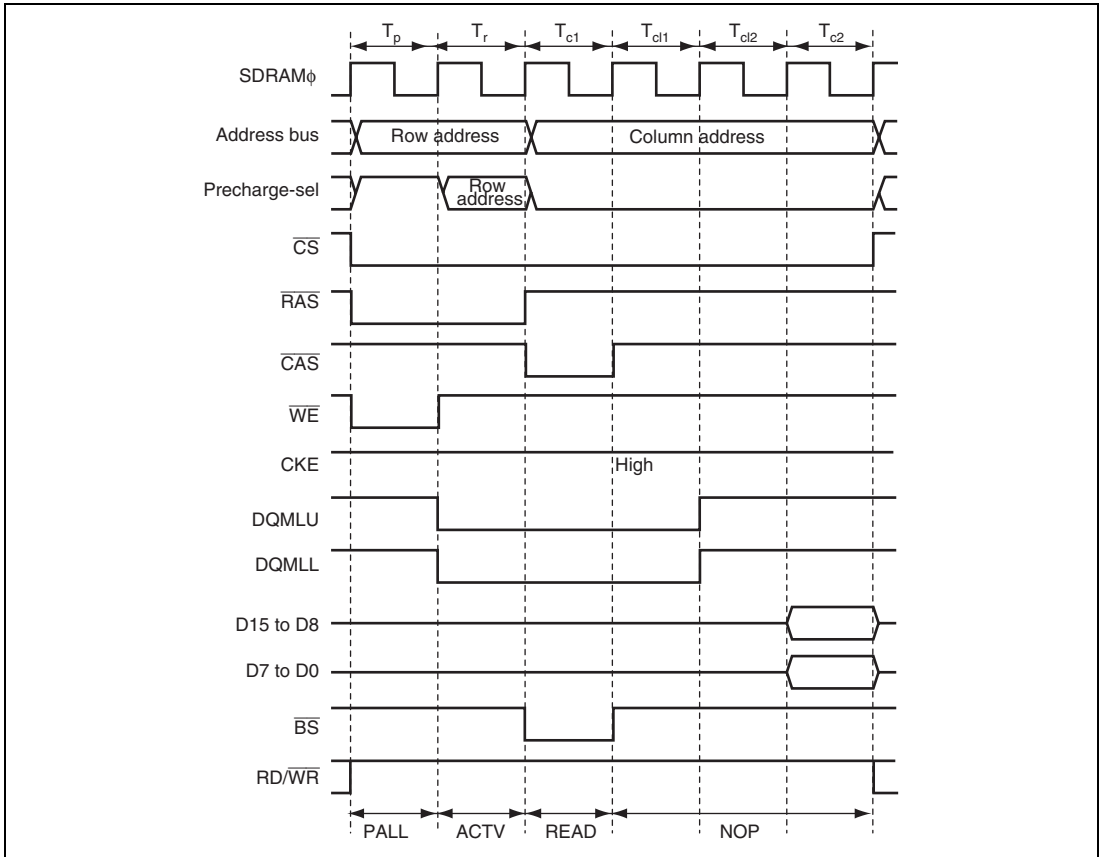 Tp Tr Tc1 Tcl1 Tcl2 Tc2
SDRAMϕ
Address bus Row address Column address
Precharge-sel Row address
CS
RAS
CAS
WE
CKE High
DQMLU
DQMLL
D15 to D8
D7 to D0
BS
RD/WR
PALL ACTV READ NOP